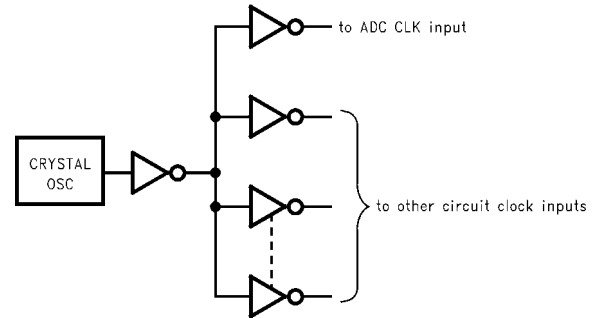 to ADC CLK input
CRYSTAL
OSC
to other circuit clock inputs